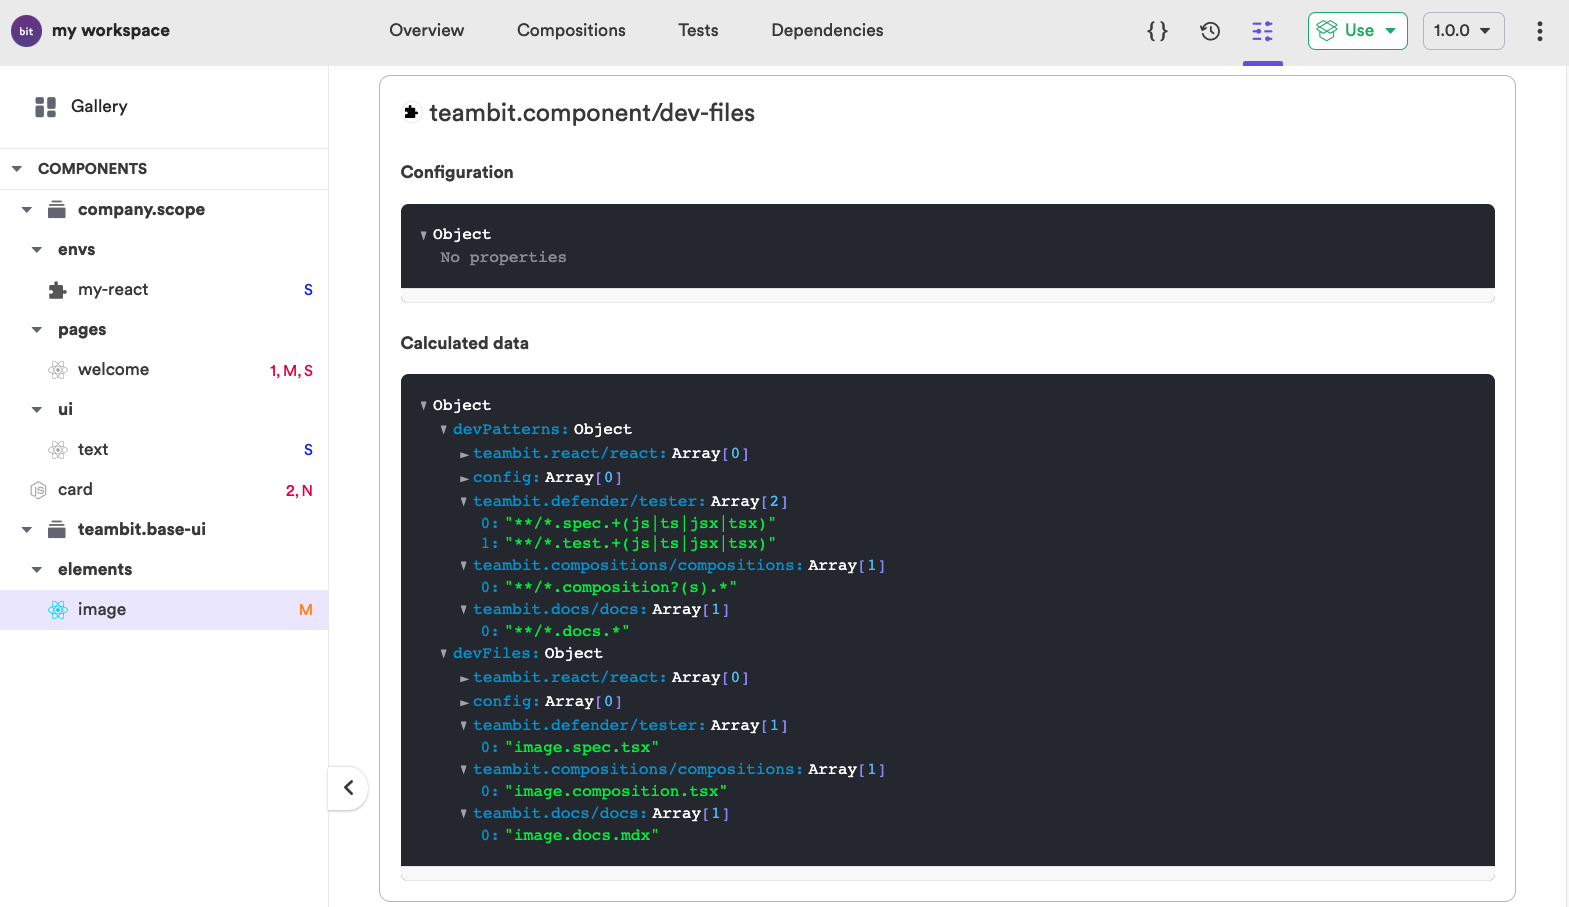 bit my workspace
Overview Compositions Tests Dependencies
{} Use 1.0.0
Gallery
COMPONENTS
company.scope
envs
my-react S
pages
welcome 1, M, S
ui
text S
card 2, N
teambit.base-ui
elements
image M
teambit.component/dev-files
Configuration
Object
No properties
Calculated data
Object
devPatterns: Object
teambit.react/react: Array[0]
config: Array[0]
teambit.defender/tester: Array[2]
0: "**/*.spec.+(js|ts|jsx|tsx)"
1: "**/*.test.+(js|ts|jsx|tsx)"
teambit.compositions/compositions: Array[1]
0: "**/*.composition?(s).*"
teambit.docs/docs: Array[1]
0: "**/*.docs.*"
devFiles: Object
teambit.react/react: Array[0]
config: Array[0]
teambit.defender/tester: Array[1]
0: "image.spec.tsx"
teambit.compositions/compositions: Array[1]
0: "image.composition.tsx"
teambit.docs/docs: Array[1]
0: "image.docs.mdx"